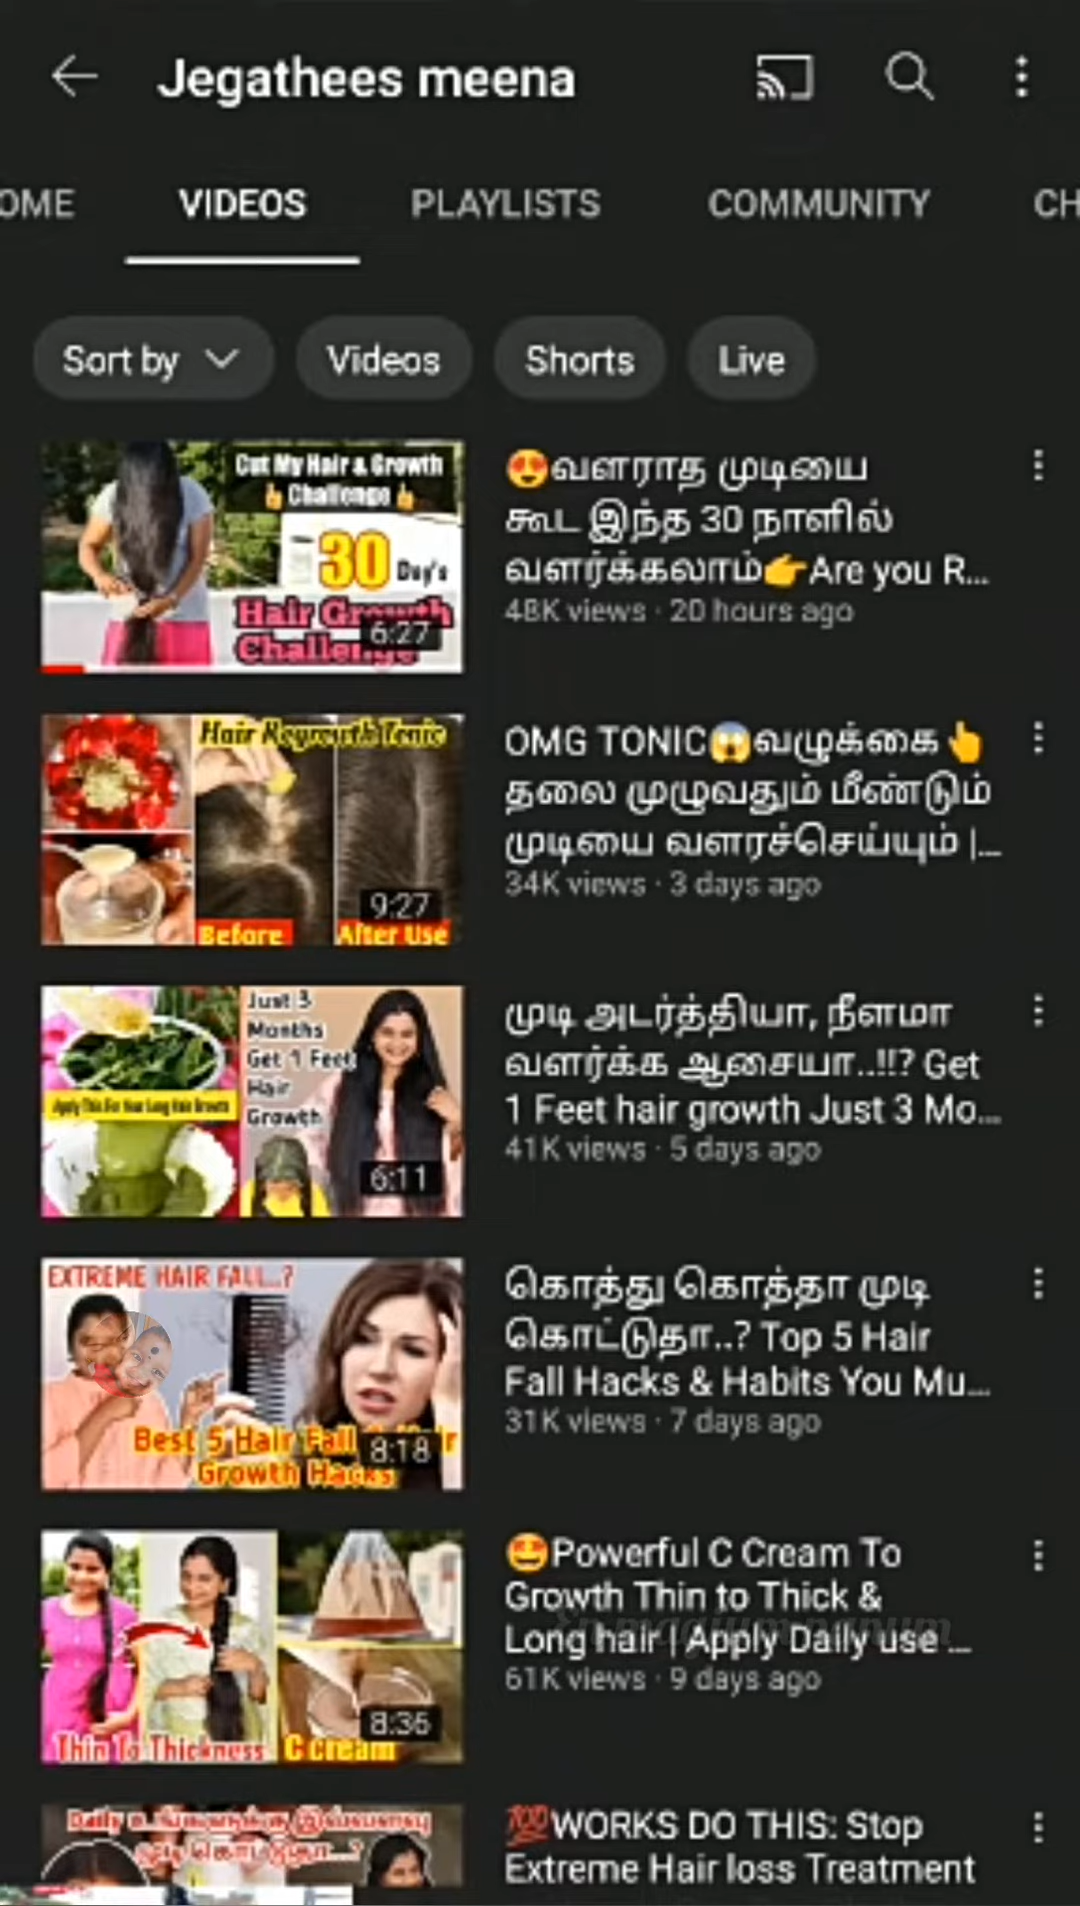 Jegathees meena
OME VIDEOS PLAYLISTS COMMUNITY CH
Sort by Videos Shorts Live
Cut My Hair & Growth
Challenge
30 Day's
Hair Growth
Challenge
6:27
😍வளராத முடியை
கூட இந்த 30 நாளில்
வளர்க்கலாம்👉Are you R...
48K views · 20 hours ago
Hair Regrowth Tonic
9:27
Before After Use
OMG TONIC😱வழுக்கை👆
தலை முழுவதும் மீண்டும்
முடியை வளரச்செய்யும் |...
34K views · 3 days ago
Just 3
Months
Get 1 Feet
Hair
Growth
Apply This For Your Long Hair Growth
6:11
முடி அடர்த்தியா, நீளமா
வளர்க்க ஆசையா..!!? Get
1 Feet hair growth Just 3 Mo...
41K views · 5 days ago
EXTREME HAIR FALL..?
Best 5 Hair Fall
8:18
Growth Hacks
கொத்து கொத்தா முடி
கொட்டுதா..? Top 5 Hair
Fall Hacks & Habits You Mu...
31K views · 7 days ago
8:36
Thin To Thickness C Cream
🤩Powerful C Cream To
Growth Thin to Thick &
Long hair | Apply Daily use ...
61K views · 9 days ago
Daily
💯WORKS DO THIS: Stop
Extreme Hair loss Treatment